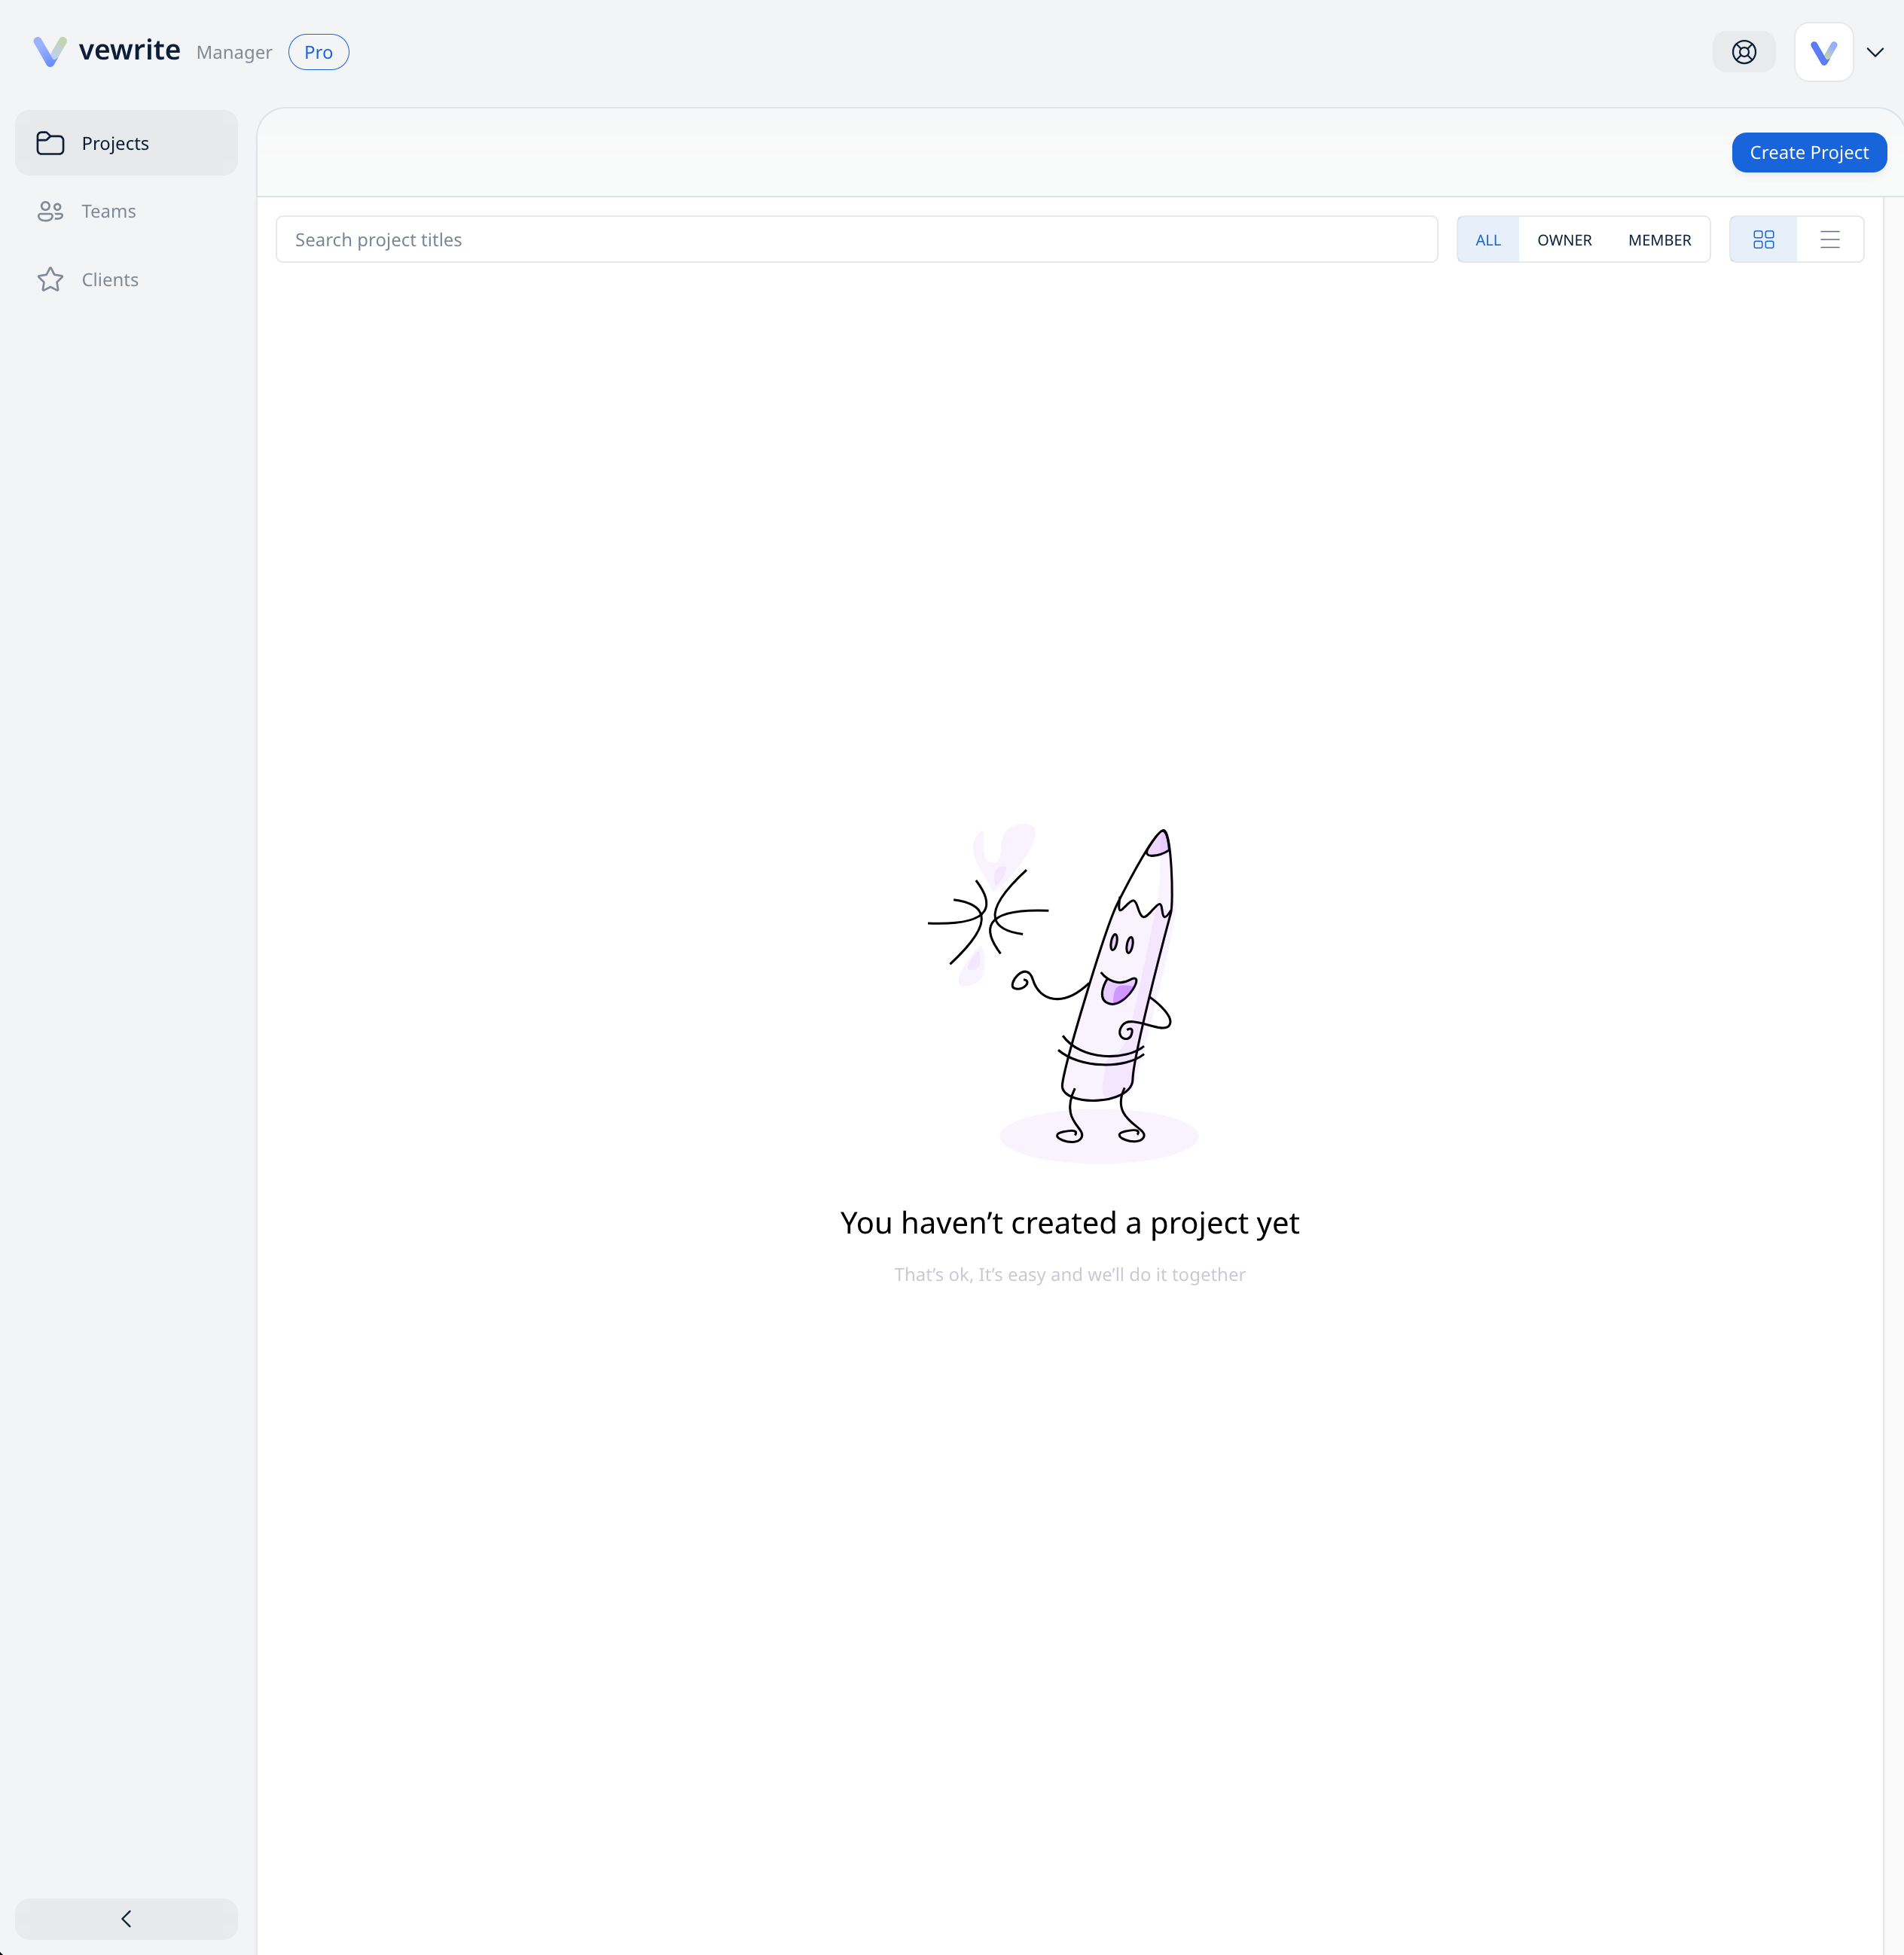 vewrite Manager Pro
Projects
Create Project
Teams
Search project titles
ALL OWNER MEMBER
Clients
You haven’t created a project yet
That’s ok, It’s easy and we’ll do it together